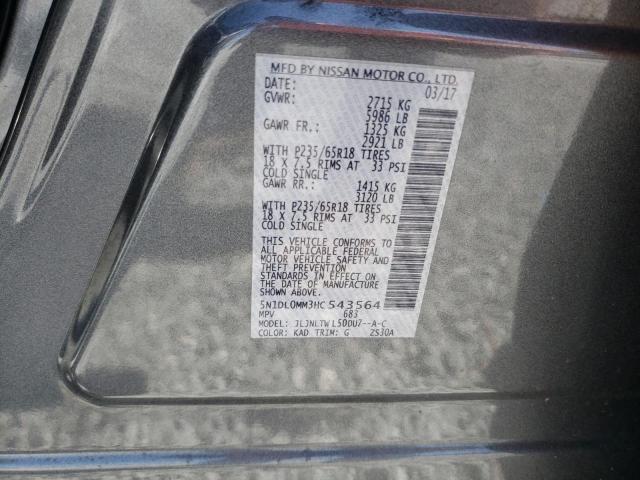 MFD BY NISSAN MOTOR CO., LTD.
DATE: 03/17
GVWR: 2715 KG
5986 LB
GAWR FR.: 1325 KG
2921 LB
WITH P235/65R18 TIRES
18 X 7.5 RIMS AT 33 PSI
COLD SINGLE
GAWR RR.: 1415 KG
3120 LB
WITH P235/65R18 TIRES
18 X 7.5 RIMS AT 33 PSI
COLD SINGLE
THIS VEHICLE CONFORMS TO
ALL APPLICABLE FEDERAL
MOTOR VEHICLE SAFETY AND
THEFT PREVENTION
STANDARDS IN EFFECT ON
THE DATE OF MANUFACTURE
SHOWN ABOVE.
5N1DL0MM3HC543564
MPV 683
MODEL: JLJNLTWL50DU7--A-C
COLOR: KAD TRIM: G 2S30A